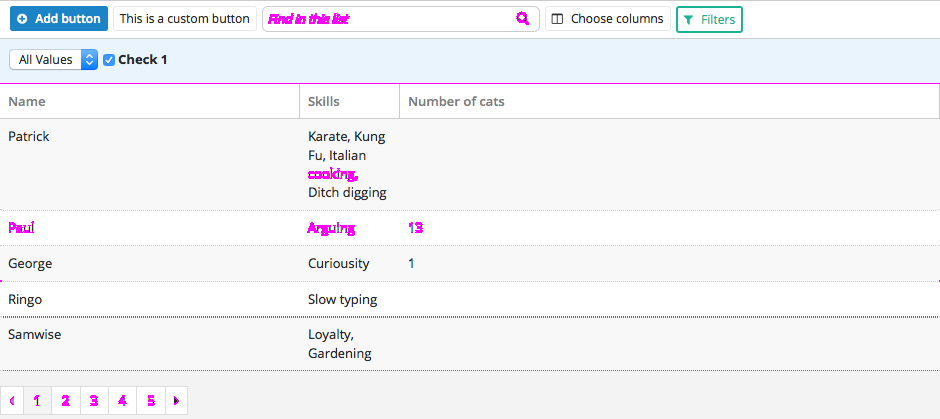 Add button This is a custom button Find in this list Choose columns Filters
All Values Check 1
Name Skills Number of cats
Patrick Karate, Kung
Fu, Italian
cooking,
Ditch digging
Paul Arguing 13
George Curiousity 1
Ringo Slow typing
Samwise Loyalty,
Gardening
1 2 3 4 5